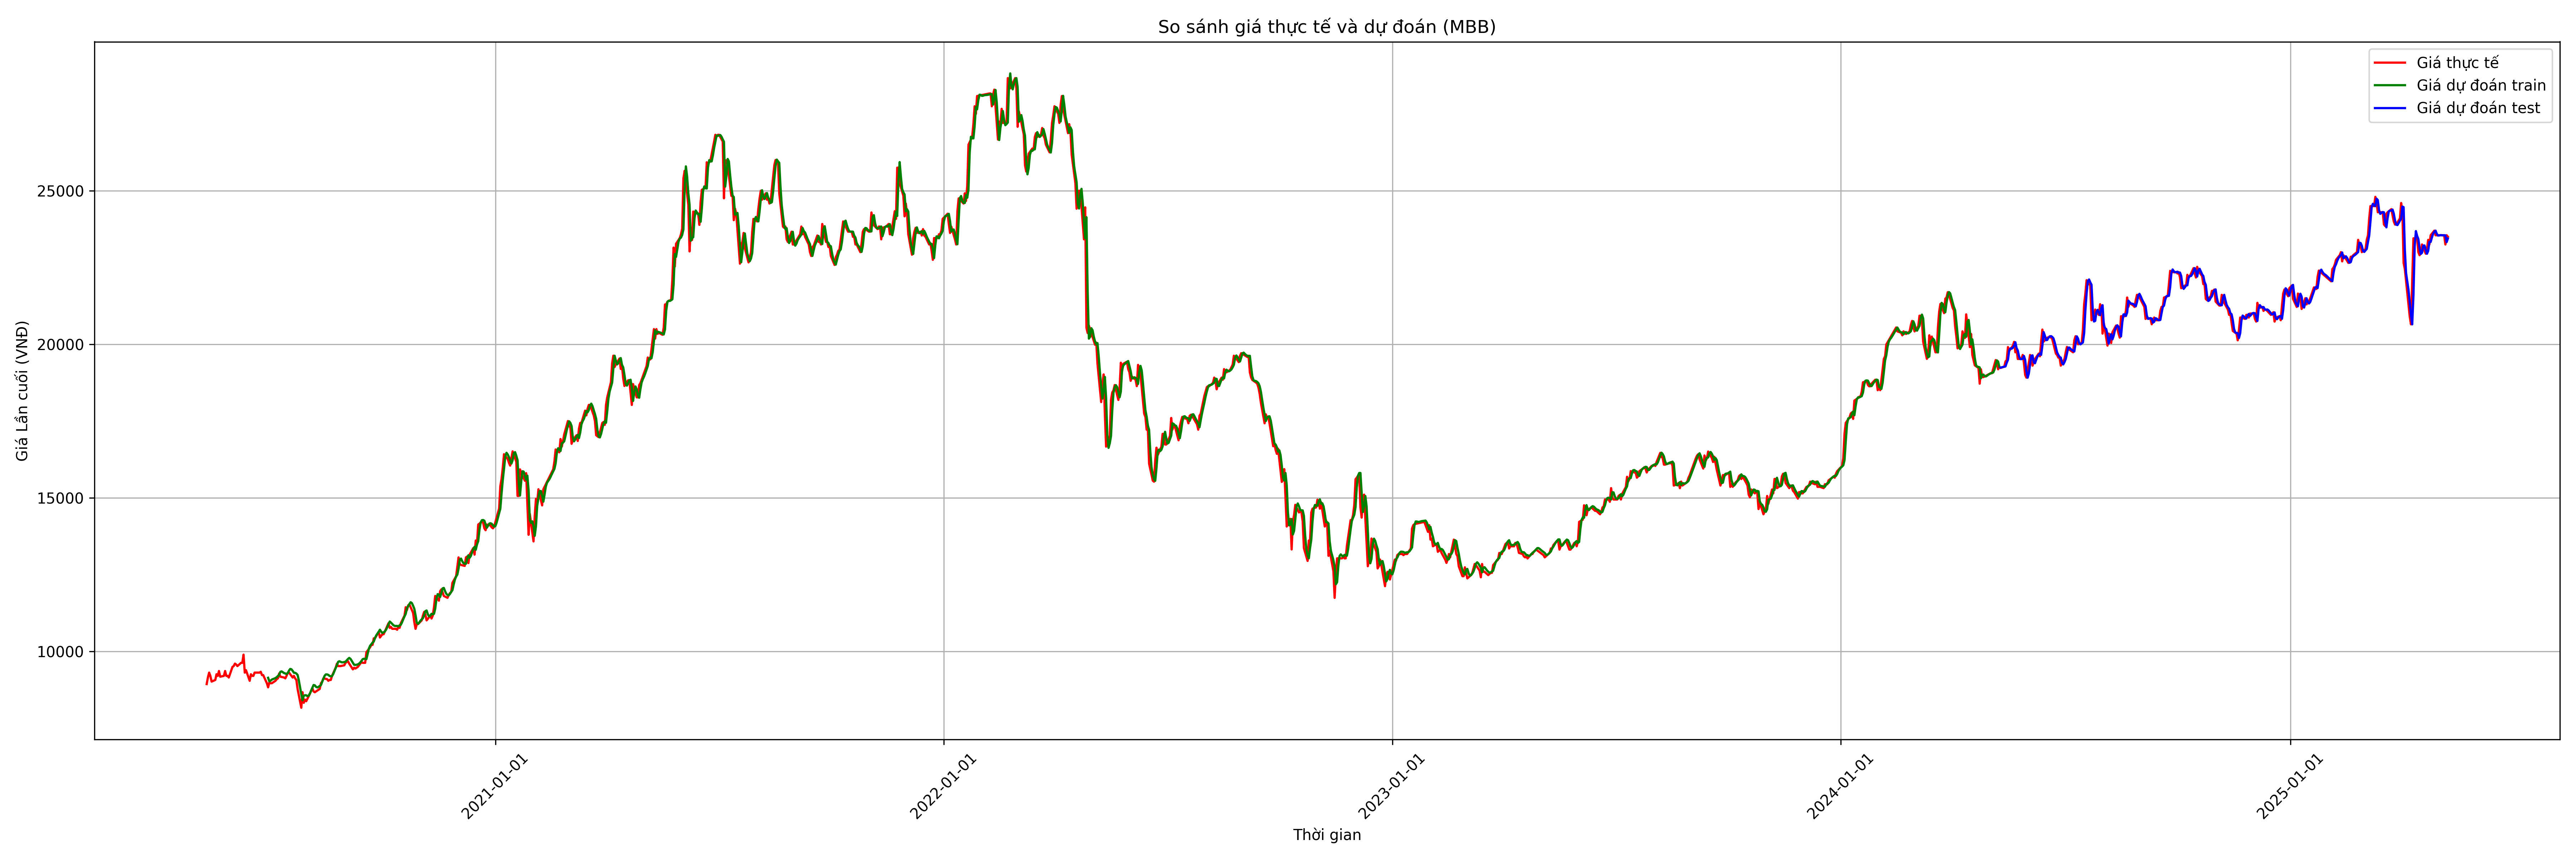 So sánh giá thực tế và dự đoán (MBB)
Giá thực tế
Giá dự đoán train
Giá dự đoán test
Giá Lần cuối (VNĐ)
25000
20000
15000
10000
2021-01-01
2022-01-01
2023-01-01
2024-01-01
2025-01-01
Thời gian